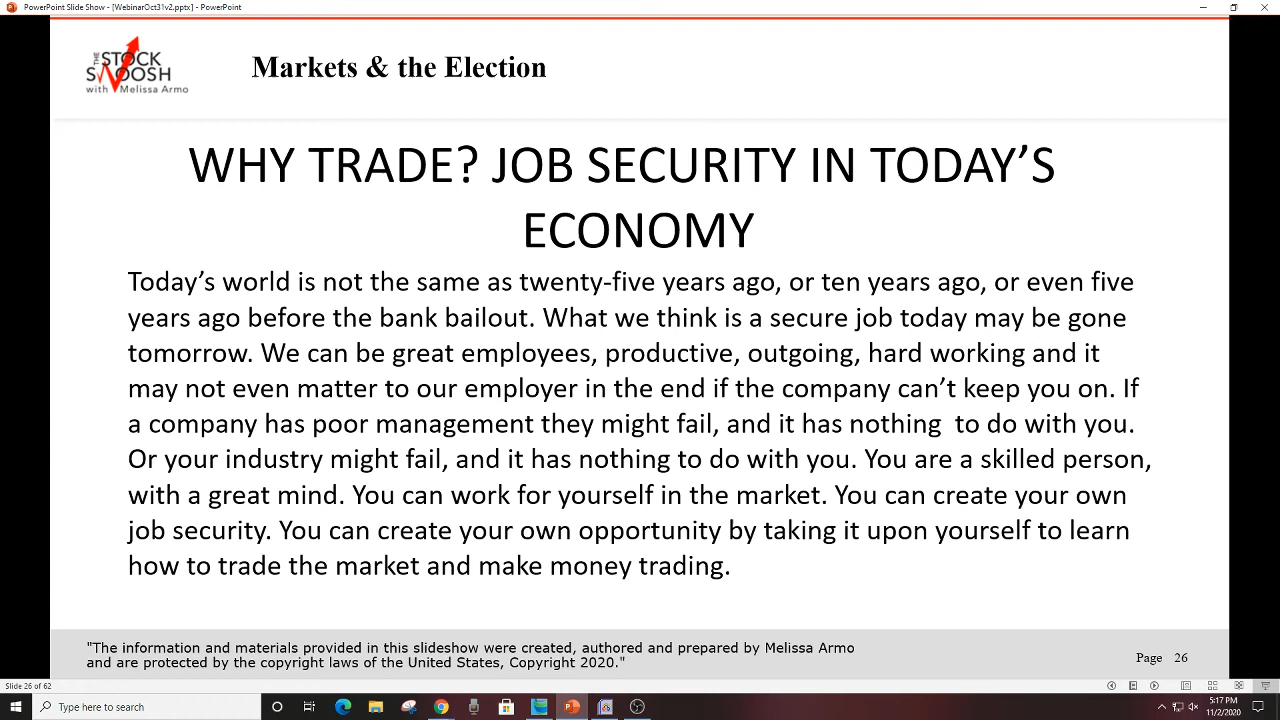 PowerPoint Slide Show - [WebinarOct31v2.pptx] - PowerPoint
THE
STOCK
SWOOSH
with Melissa Armo
Markets & the Election
WHY TRADE? JOB SECURITY IN TODAY’S
ECONOMY
Today’s world is not the same as twenty-five years ago, or ten years ago, or even five
years ago before the bank bailout. What we think is a secure job today may be gone
tomorrow. We can be great employees, productive, outgoing, hard working and it
may not even matter to our employer in the end if the company can’t keep you on. If
a company has poor management they might fail, and it has nothing  to do with you.
Or your industry might fail, and it has nothing to do with you. You are a skilled person,
with a great mind. You can work for yourself in the market. You can create your own
job security. You can create your own opportunity by taking it upon yourself to learn
how to trade the market and make money trading.
"The information and materials provided in this slideshow were created, authored and prepared by Melissa Armo
and are protected by the copyright laws of the United States, Copyright 2020."
Page 26
Slide 26 of 62
Type here to search
5:17 PM
11/2/2020